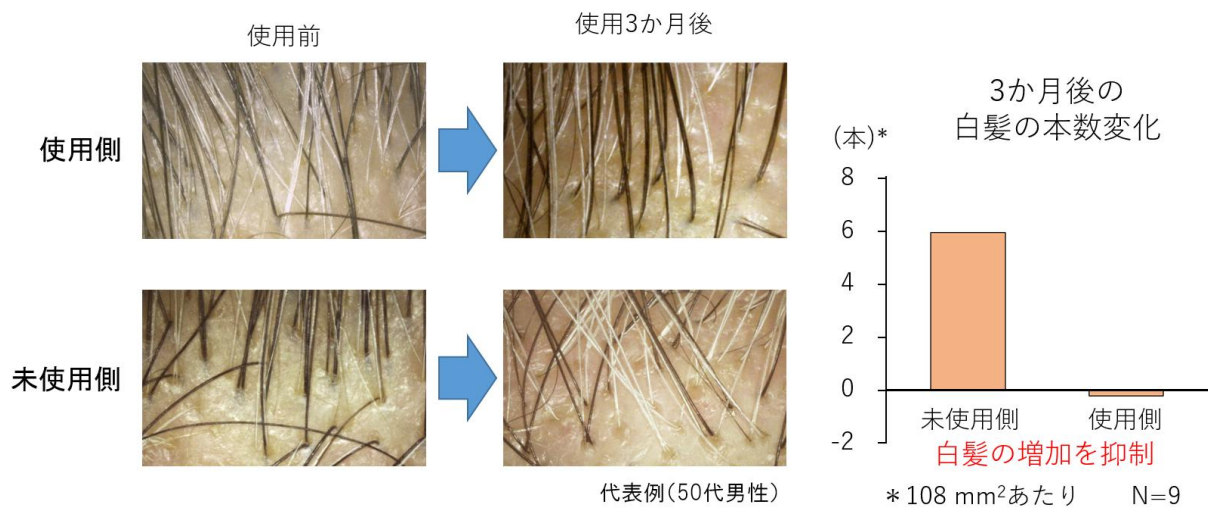 使用前
使用3か月後
使用側
未使用側
代表例(50代男性)
3か月後の
白髪の本数変化
(本)*
8
6
4
2
0
-2
未使用側
使用側
白髪の増加を抑制
*108 mm²あたり N=9